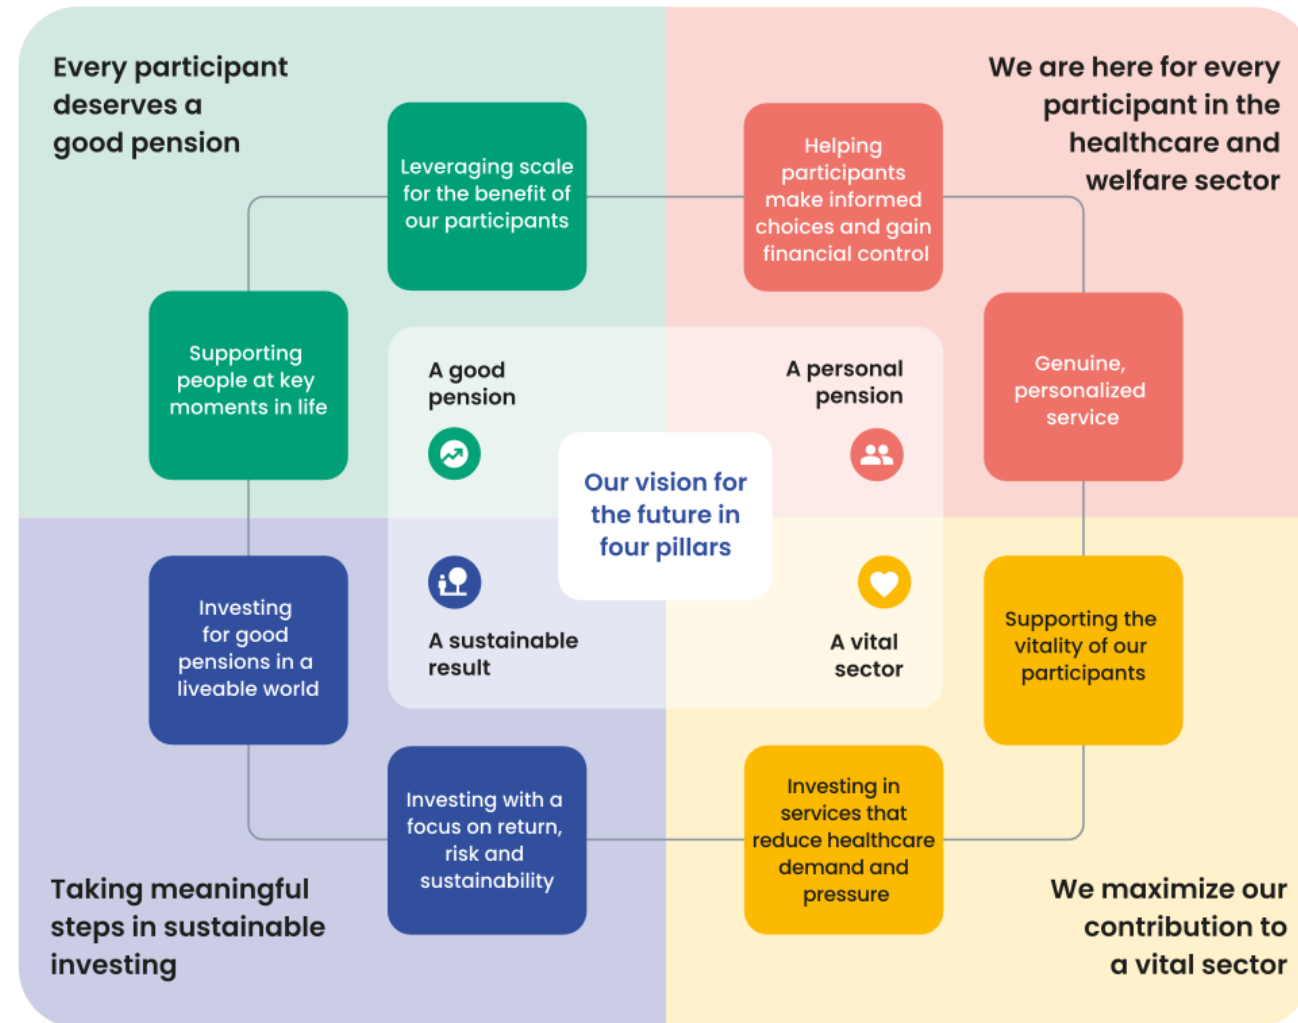 Every participant
deserves a
good pension
We are here for every
participant in the
healthcare and
welfare sector
Leveraging scale
for the benefit of
our participants
Helping
participants
make informed
choices and gain
financial control
Supporting
people at key
moments in life
Genuine,
personalized
service
A good
pension
A personal
pension
Our vision for
the future in
four pillars
A sustainable
result
A vital
sector
Investing
for good
pensions in a
liveable world
Supporting the
vitality of our
participants
Investing with a
focus on return,
risk and
sustainability
Investing in
services that
reduce healthcare
demand and
pressure
Taking meaningful
steps in sustainable
investing
We maximize our
contribution to
a vital sector